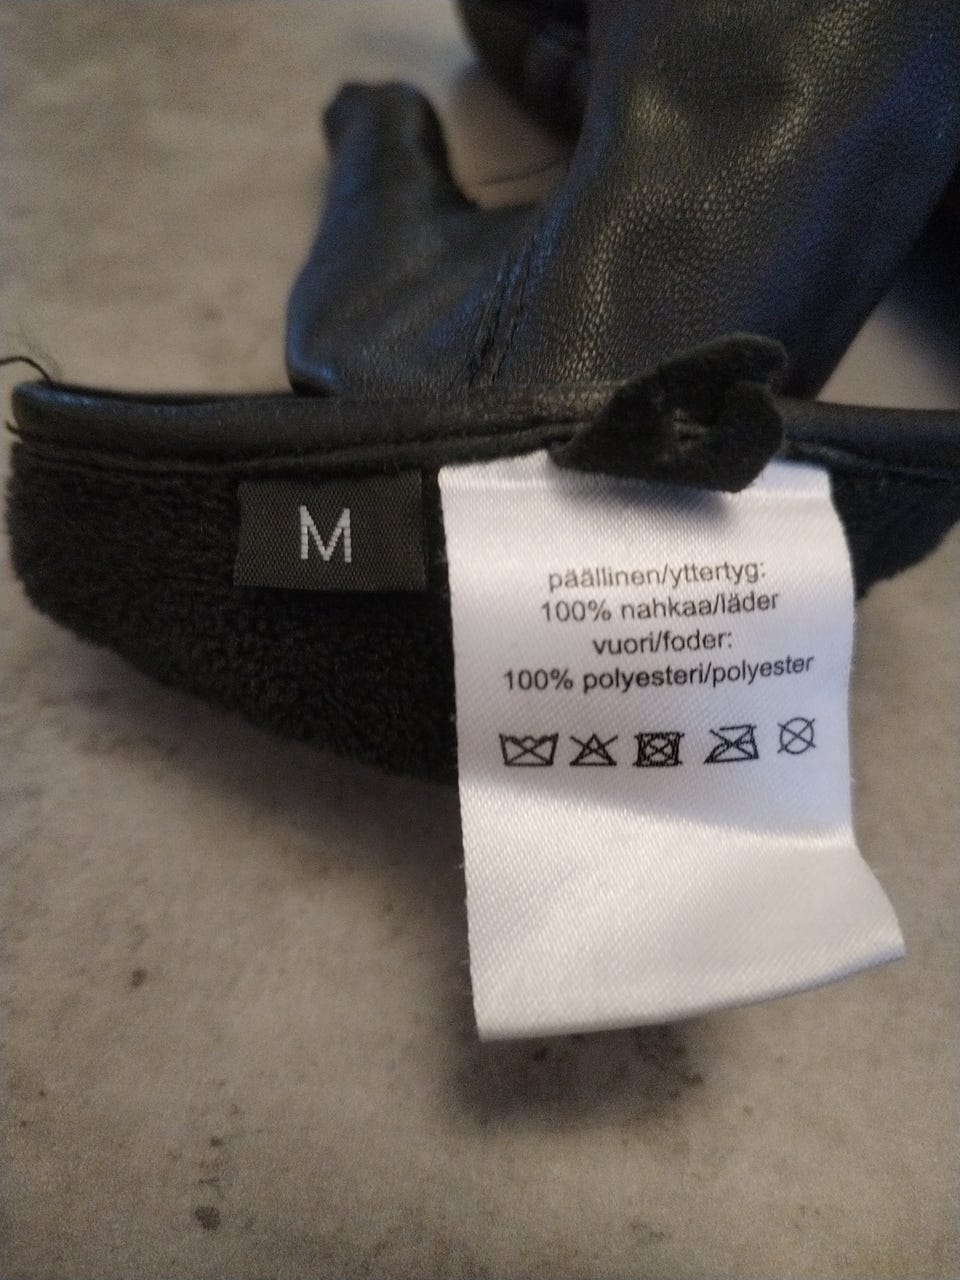 M
päällinen/yttertyg:
100% nahkaa/läder
vuori/foder:
100% polyesteri/polyester